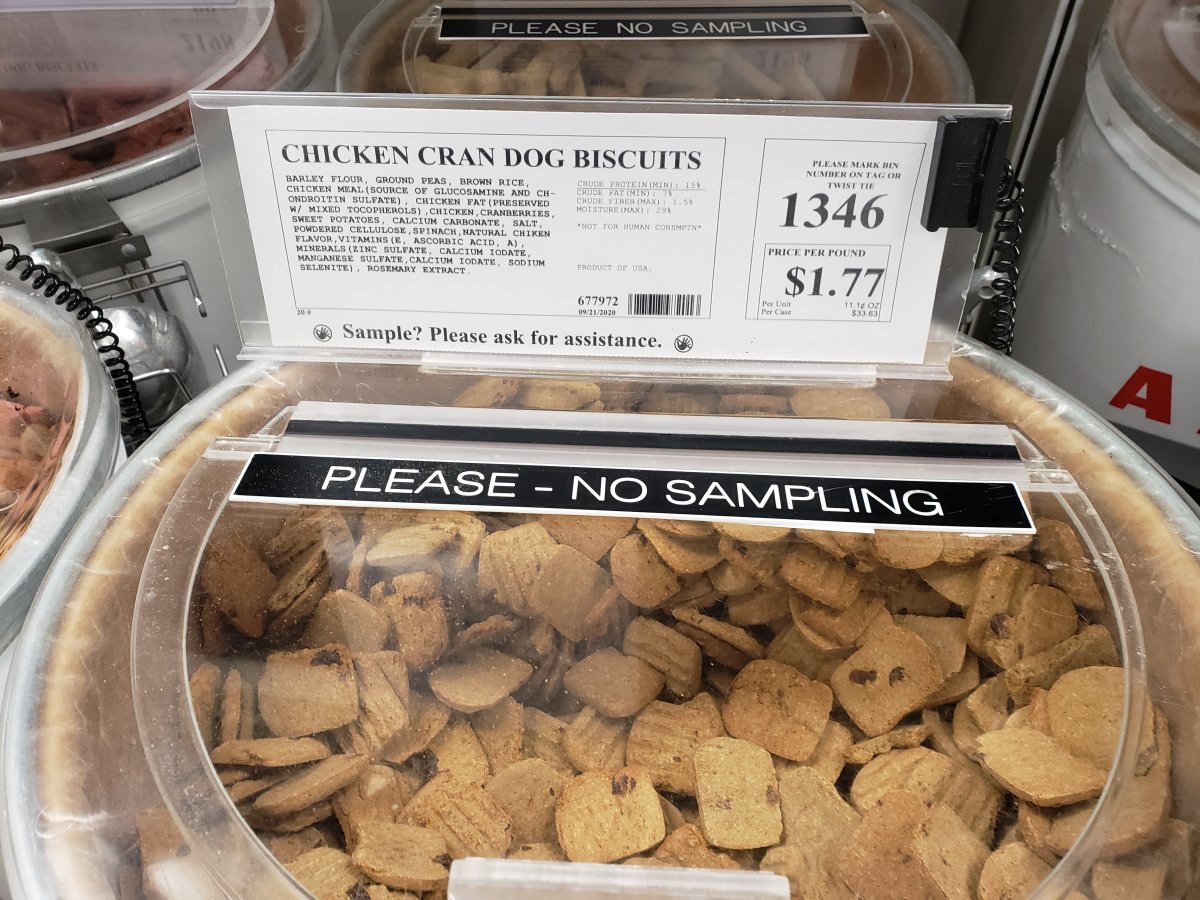 PLEASE NO SAMPLING
CHICKEN CRAN DOG BISCUITS
BARLEY FLOUR, GROUND PEAS, BROWN RICE,
CHICKEN MEAL(SOURCE OF GLUCOSAMINE AND CH-
ONDROITIN SULFATE), CHICKEN FAT(PRESERVED
W/ MIXED TOCOPHEROLS),CHICKEN,CRANBERRIES,
SWEET POTATOES, CALCIUM CARBONATE, SALT,
POWDERED CELLULOSE,SPINACH,NATURAL CHIKEN
FLAVOR,VITAMINS(E, ASCORBIC ACID, A),
MINERALS(ZINC SULFATE, CALCIUM IODATE,
MANGANESE SULFATE,CALCIUM IODATE, SODIUM
SELENITE), ROSEMARY EXTRACT.
20 #
CRUDE PROTEIN(MIN): 15%
CRUDE FAT(MIN): 7%
CRUDE FIBER(MAX): 1.5%
MOISTURE(MAX): 29%
*NOT FOR HUMAN CONSMPTN*
PRODUCT OF USA.
677972
09/21/2020
PLEASE MARK BIN
NUMBER ON TAG OR
TWIST TIE
1346
PRICE PER POUND
$1.77
Per Unit 11.1¢ OZ
Per Case $33.63
Sample? Please ask for assistance.
PLEASE - NO SAMPLING
A